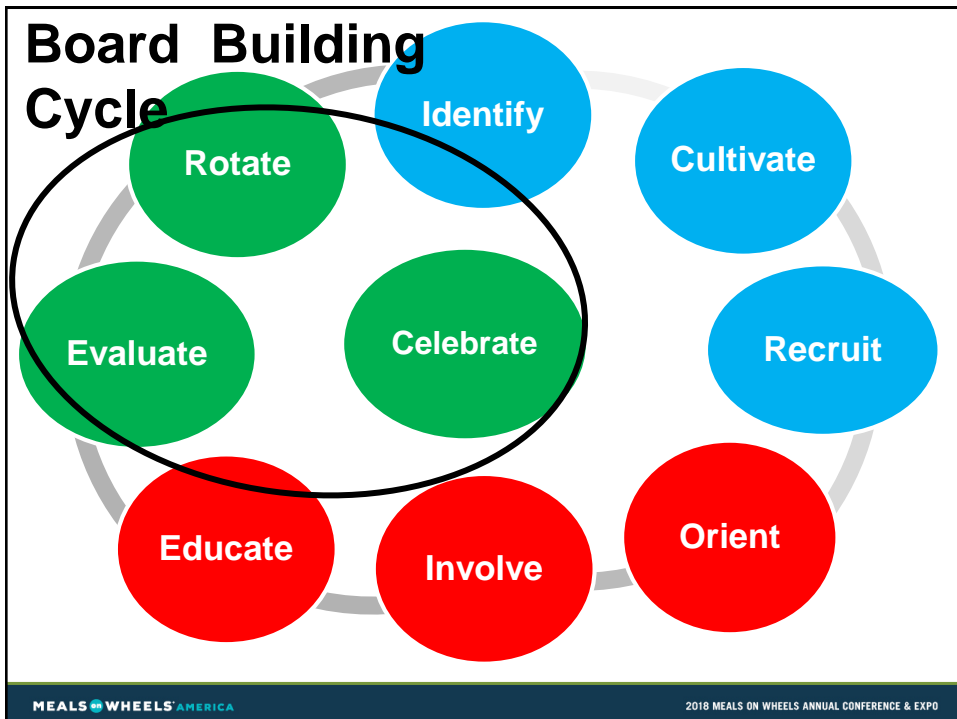 Board Building
Cycle
Identify
Cultivate
Rotate
Recruit
Celebrate
Evaluate
Orient
Involve
Educate
MEALS on WHEELS AMERICA
2018 MEALS ON WHEELS ANNUAL CONFERENCE & EXPO